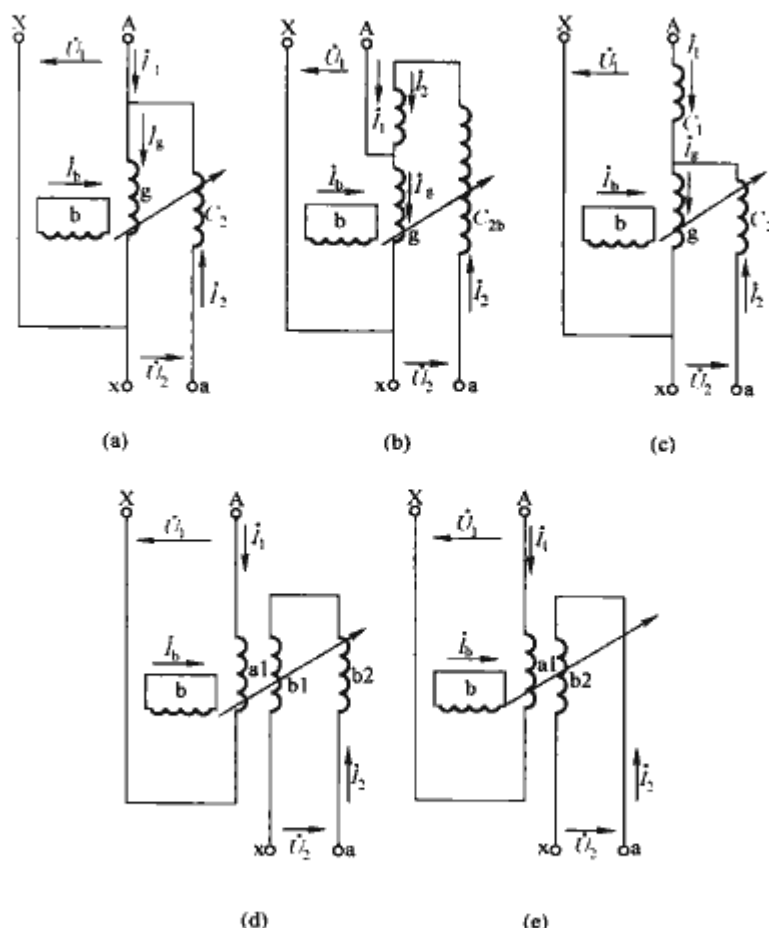 X A
U̇₁ İ₁
İg
İb
b g C₂
İ₂
x U̇₂ a
(a)
X A
U̇₁ İ₂
İ₁
İb İg
b g C₂b
İ₂
x U̇₂ a
(b)
X A
U̇₁ İ₁
C₁
İb İg
b g
İ₂
x U̇₂ a
(c)
X A
U̇₁ İ₁
İb
b a1 b1 b2
İ₂
x U̇₂ a
(d)
X A
U̇₁ İ₁
İb
b a1 b2
İ₂
x U̇₂ a
(e)